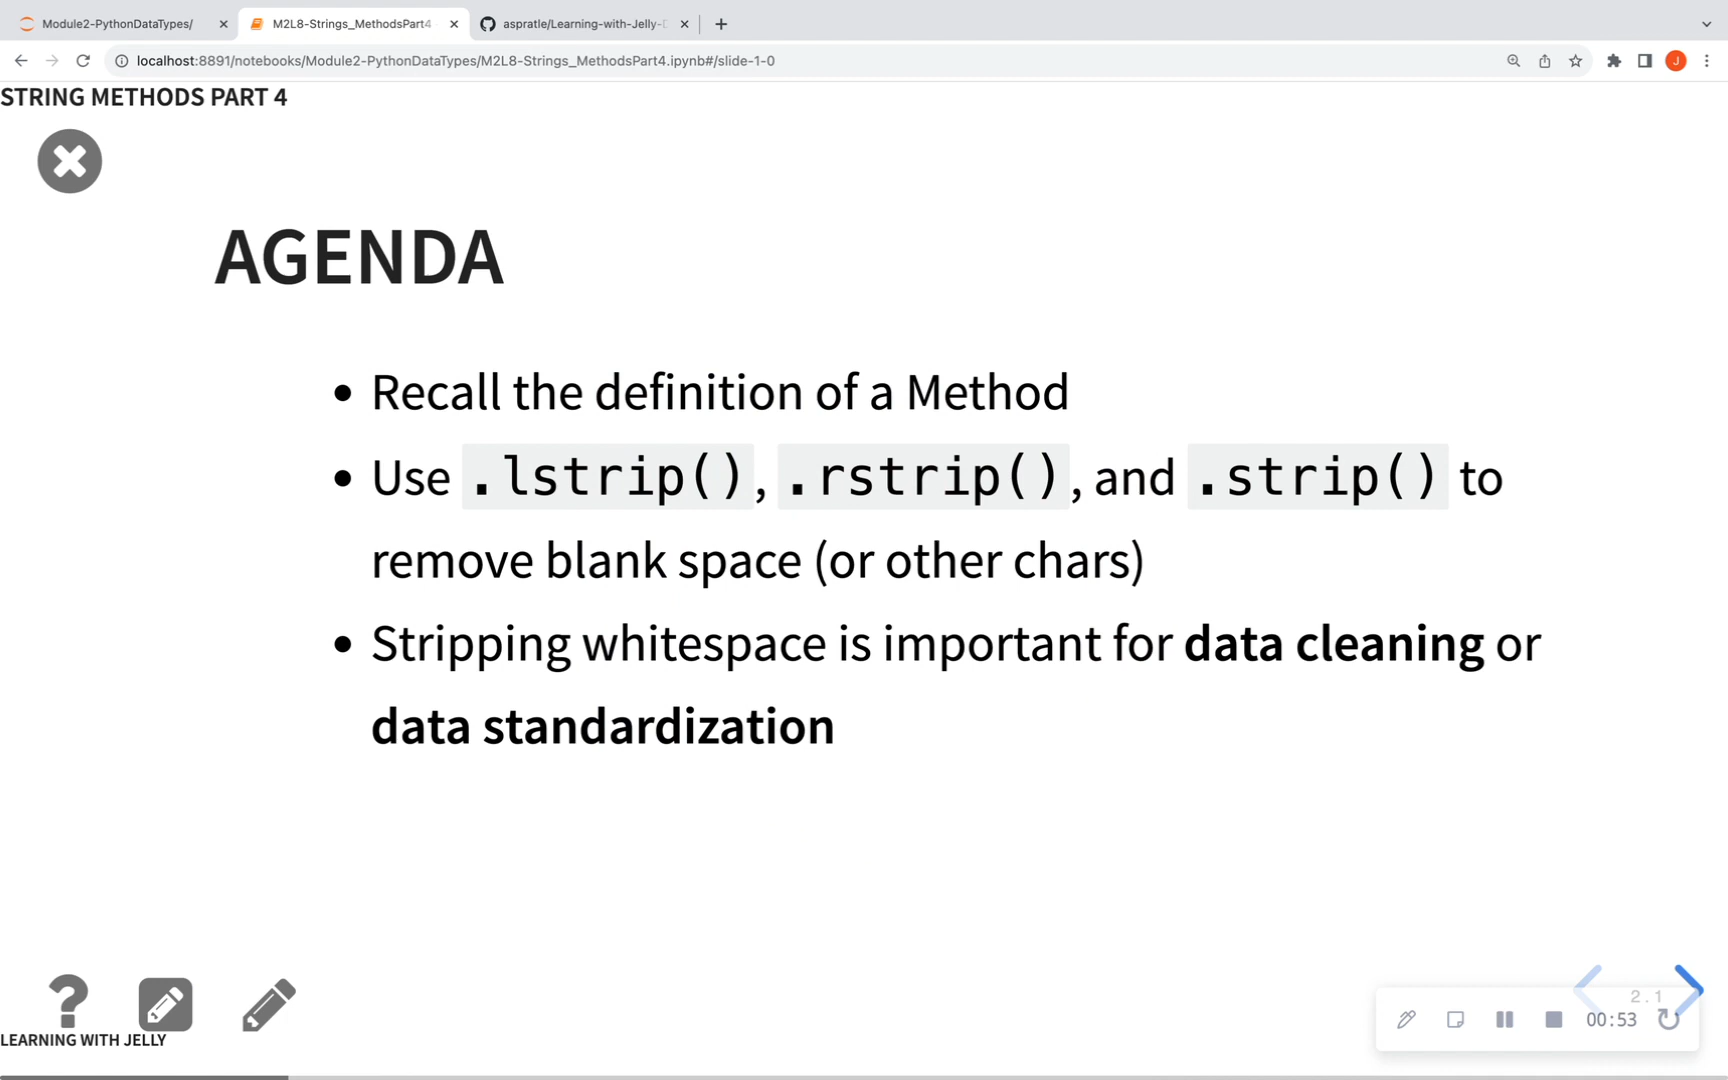 Module2-PythonDataTypes/
M2L8-Strings_MethodsPart4
aspratle/Learning-with-Jelly-D
localhost:8891/notebooks/Module2-PythonDataTypes/M2L8-Strings_MethodsPart4.ipynb#/slide-1-0
J
STRING METHODS PART 4
AGENDA
• Recall the definition of a Method
• Use .lstrip(), .rstrip(), and .strip() to
remove blank space (or other chars)
• Stripping whitespace is important for data cleaning or
data standardization
?
2.1
00:53
LEARNING WITH JELLY